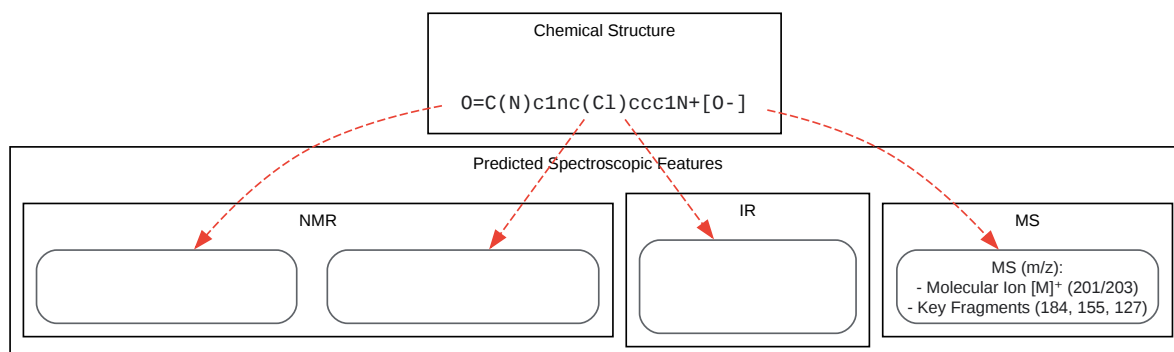 Chemical Structure
O=C(N)c1nc(Cl)ccc1N+[O-]
Predicted Spectroscopic Features
NMR
IR
MS
MS (m/z):
- Molecular Ion [M]⁺ (201/203)
- Key Fragments (184, 155, 127)